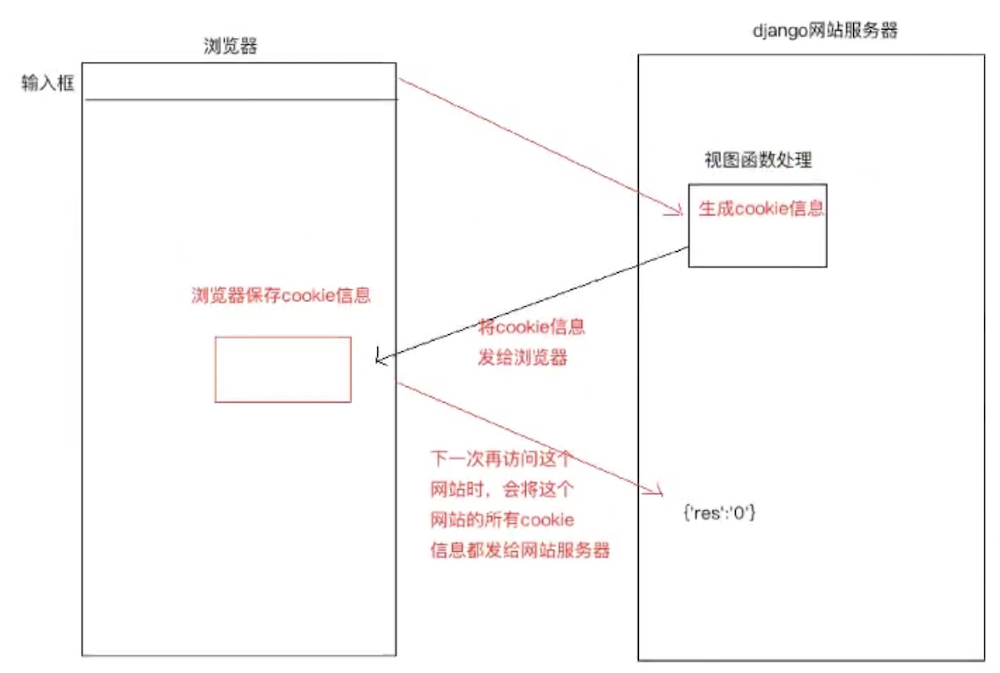 django网站服务器
浏览器
输入框
视图函数处理
生成cookie信息
浏览器保存cookie信息
将cookie信息
发给浏览器
下一次再访问这个
网站时，会将这个
网站的所有cookie
信息都发给网站服务器
{'res':'0'}